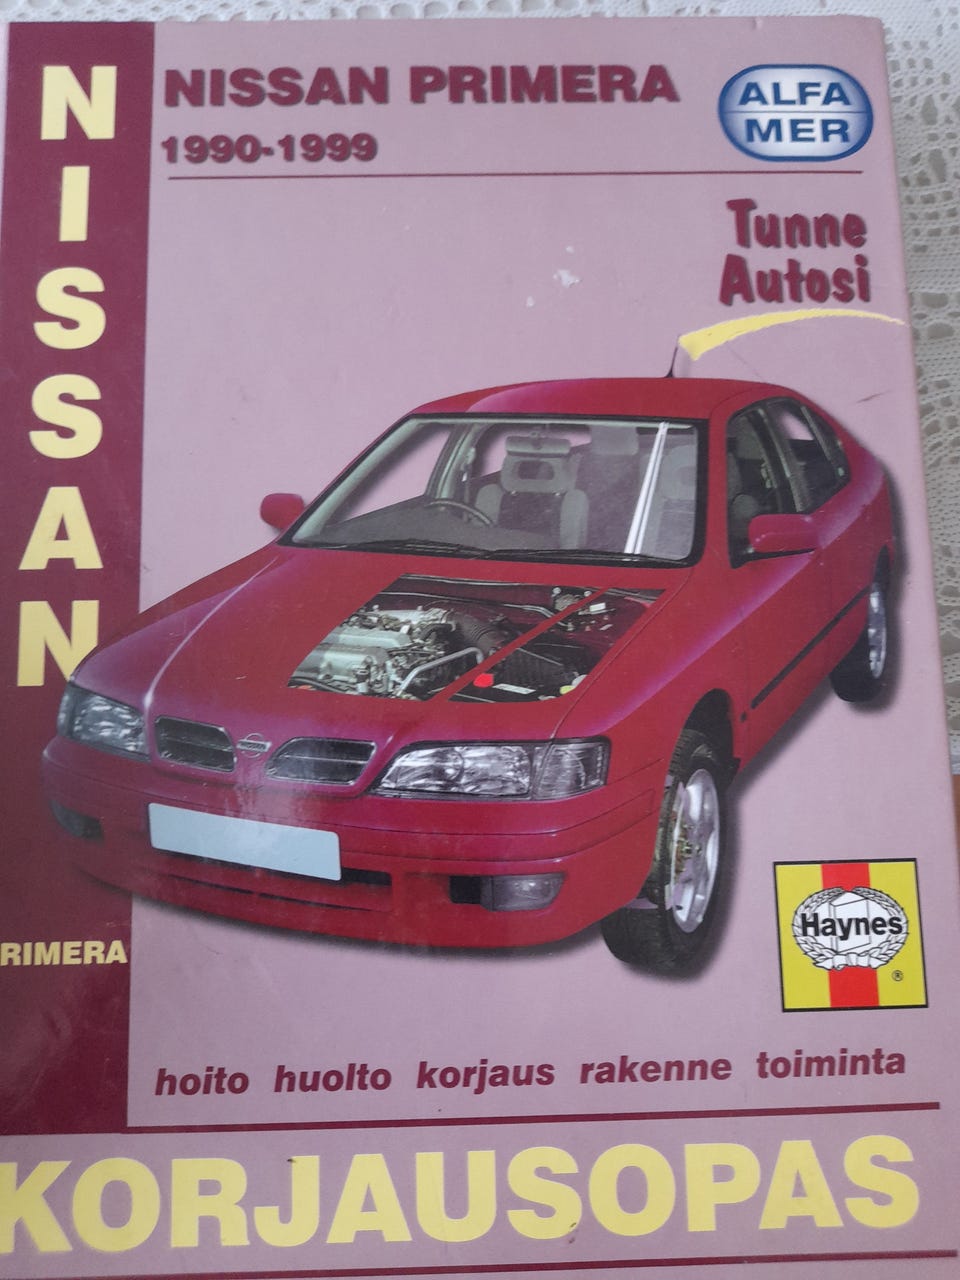 NISSAN
NISSAN PRIMERA
1990-1999
ALFA
MER
Tunne
Autosi
Haynes
®
RIMERA
hoito huolto korjaus rakenne toiminta
KORJAUSOPAS